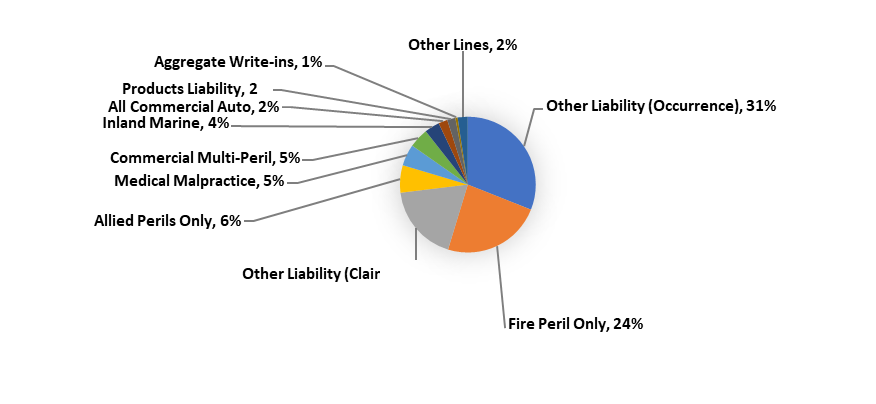 Other Lines, 2%
Aggregate Write-ins, 1%
Products Liability, 2
All Commercial Auto, 2%
Inland Marine, 4%
Other Liability (Occurrence), 31%
Commercial Multi-Peril, 5%
Medical Malpractice, 5%
Allied Perils Only, 6%
Other Liability (Clair
Fire Peril Only, 24%